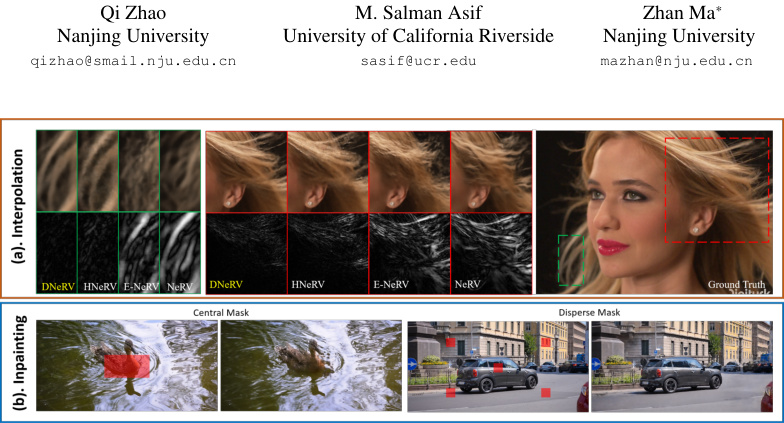 Qi Zhao
Nanjing University
qizhao@smail.nju.edu.cn
M. Salman Asif
University of California Riverside
sasif@ucr.edu
Zhan Ma*
Nanjing University
mazhan@nju.edu.cn
(a). Interpolation
DNeRV HNeRV E-NeRV NeRV
DNeRV HNeRV E-NeRV NeRV
Ground Truth
(b). Inpainting
Central Mask
Disperse Mask